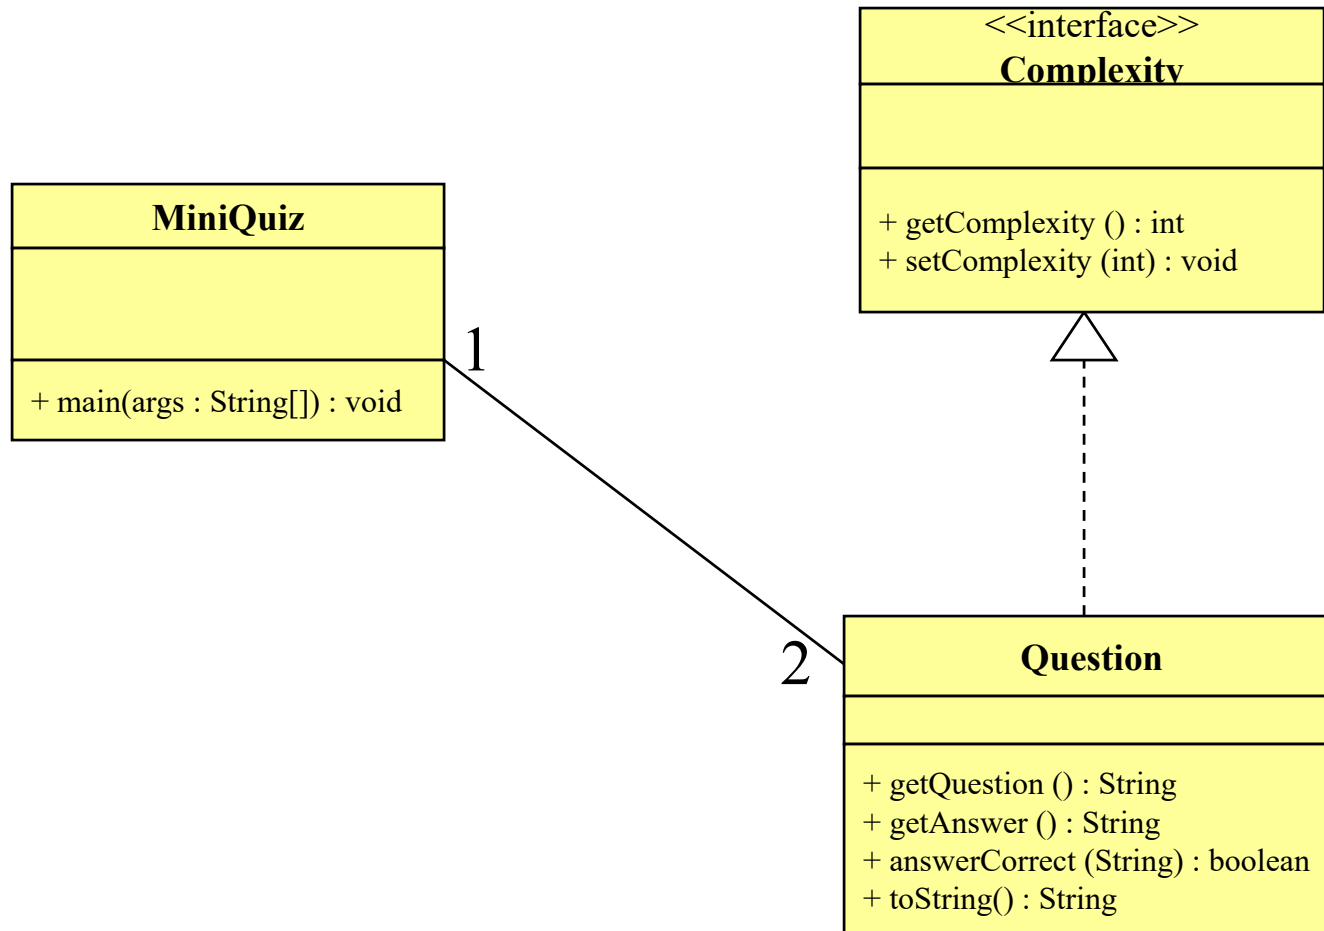 <<interface>>
Complexity
+ getComplexity () : int
+ setComplexity (int) : void
MiniQuiz
+ main(args : String[]) : void
1
2
Question
+ getQuestion () : String
+ getAnswer () : String
+ answerCorrect (String) : boolean
+ toString() : String